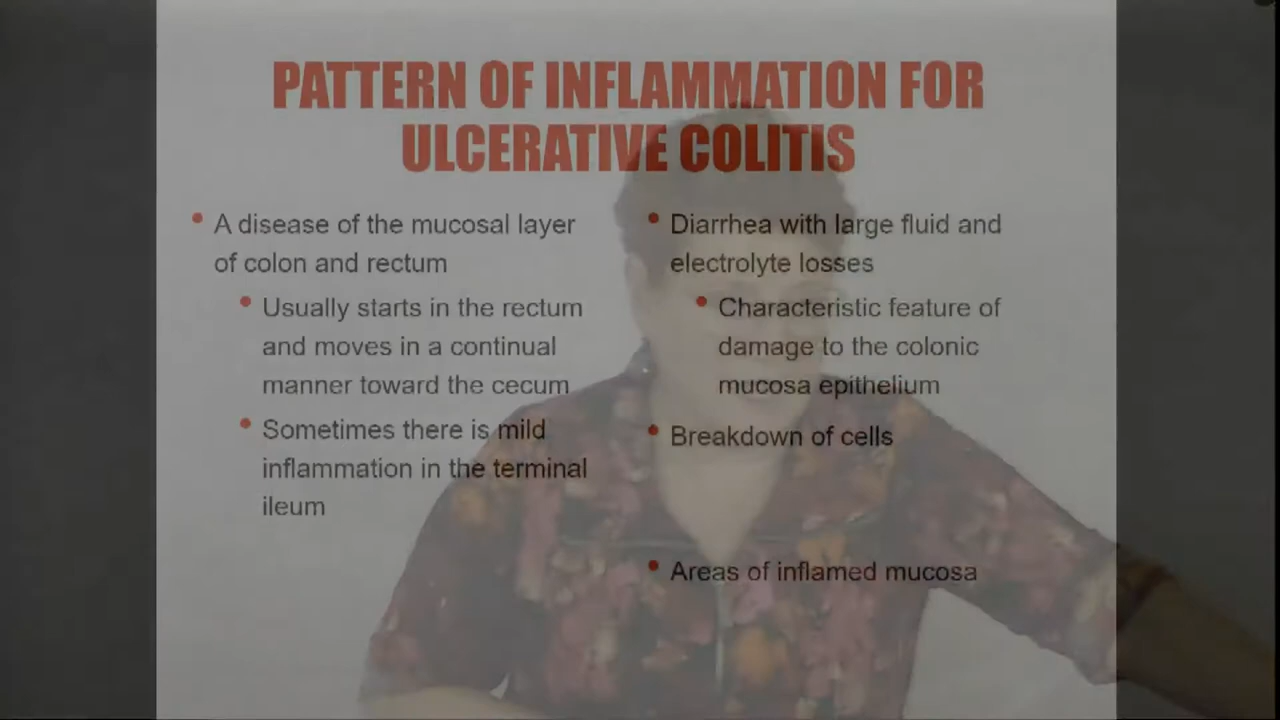 PATTERN OF INFLAMMATION FOR
ULCERATIVE COLITIS
• A disease of the mucosal layer
of colon and rectum
• Usually starts in the rectum
and moves in a continual
manner toward the cecum
• Sometimes there is mild
inflammation in the terminal
ileum
• Diarrhea with large fluid and
electrolyte losses
• Characteristic feature of
damage to the colonic
mucosa epithelium
• Breakdown of cells
• Areas of inflamed mucosa